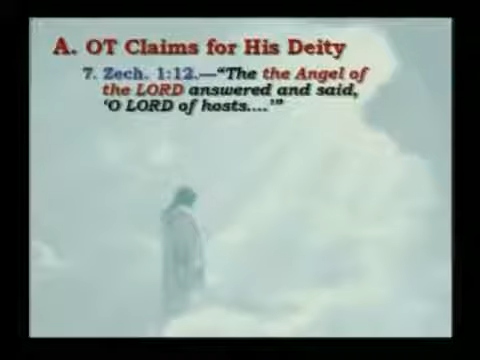 A. OT Claims for His Deity
7. Zech. 1:12.—“The the Angel of
the LORD answered and said,
‘O LORD of hosts....’”